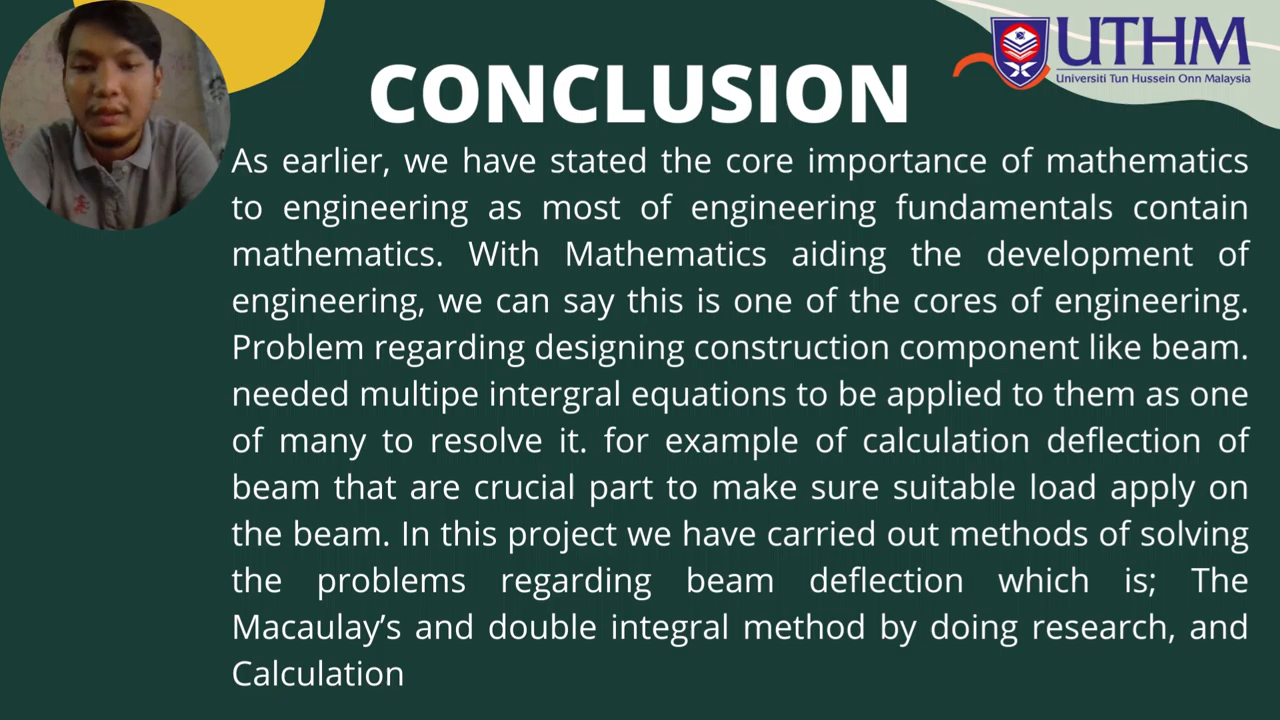 UTHM
Universiti Tun Hussein Onn Malaysia
CONCLUSION
As earlier, we have stated the core importance of mathematics
to engineering as most of engineering fundamentals contain
mathematics. With Mathematics aiding the development of
engineering, we can say this is one of the cores of engineering.
Problem regarding designing construction component like beam.
needed multipe intergral equations to be applied to them as one
of many to resolve it. for example of calculation deflection of
beam that are crucial part to make sure suitable load apply on
the beam. In this project we have carried out methods of solving
the problems regarding beam deflection which is; The
Macaulay’s and double integral method by doing research, and
Calculation